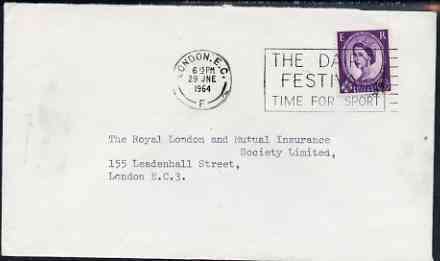 LONDON. E.C.
6 PM
29 JNE
1964
F
THE DA
FESTIV
TIME FOR SPORT
E R
The Royal London and Mutual Insurance
Society Limited,
155 Leadenhall Street,
London E.C.3.